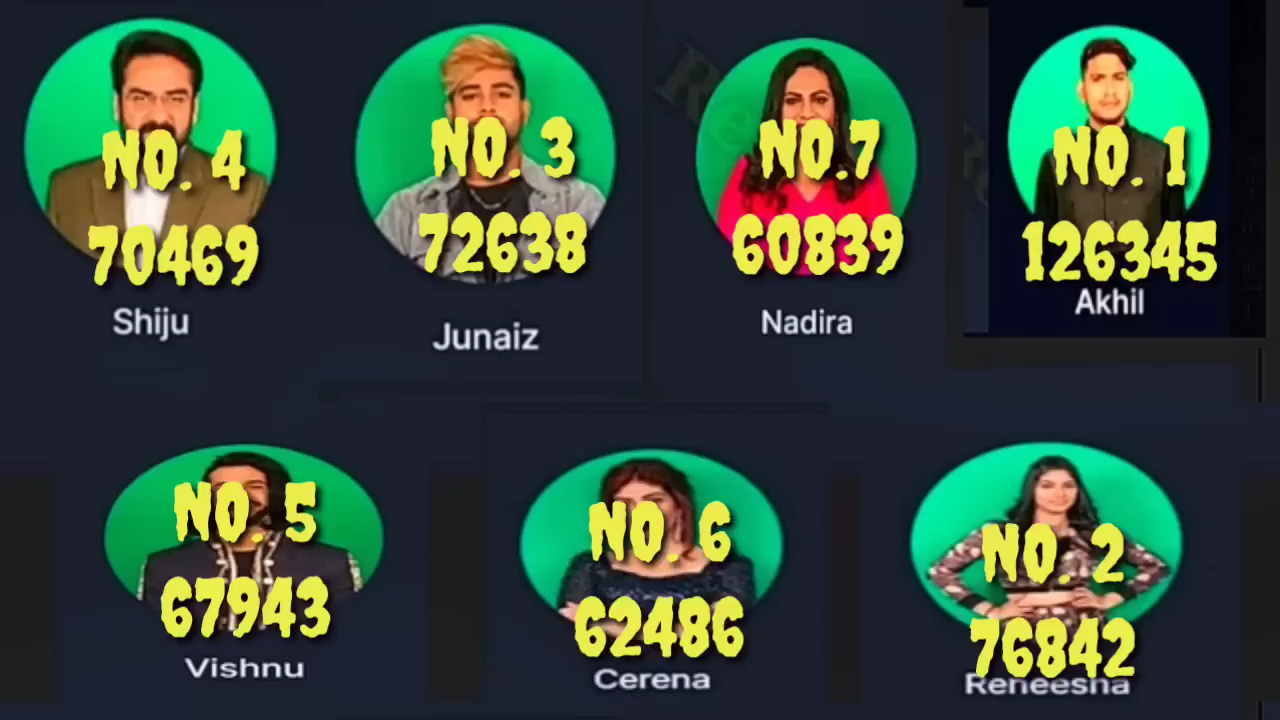 NO. 4
70469
Shiju
NO. 3
72638
Junaiz
NO.7
60839
Nadira
NO. 1
126345
Akhil
NO. 5
67943
Vishnu
NO. 6
62486
Cerena
NO. 2
76842
Reneesha